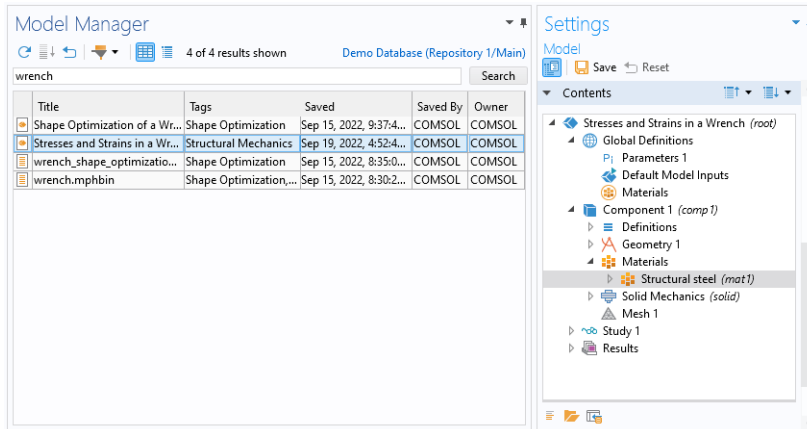 Model Manager
4 of 4 results shown
Demo Database (Repository 1/Main)
wrench
Search
Title Tags Saved Saved By Owner
Shape Optimization of a Wr... Shape Optimization Sep 15, 2022, 9:37:4... COMSOL COMSOL
Stresses and Strains in a Wr... Structural Mechanics Sep 19, 2022, 4:52:4... COMSOL COMSOL
wrench_shape_optimizatio... Shape Optimization Sep 15, 2022, 8:35:0... COMSOL COMSOL
wrench.mphbin Shape Optimization,... Sep 15, 2022, 8:30:2... COMSOL COMSOL
Settings
Model
Save Reset
Contents
Stresses and Strains in a Wrench (root)
Global Definitions
Pi Parameters 1
Default Model Inputs
Materials
Component 1 (comp1)
Definitions
Geometry 1
Materials
Structural steel (mat1)
Solid Mechanics (solid)
Mesh 1
Study 1
Results